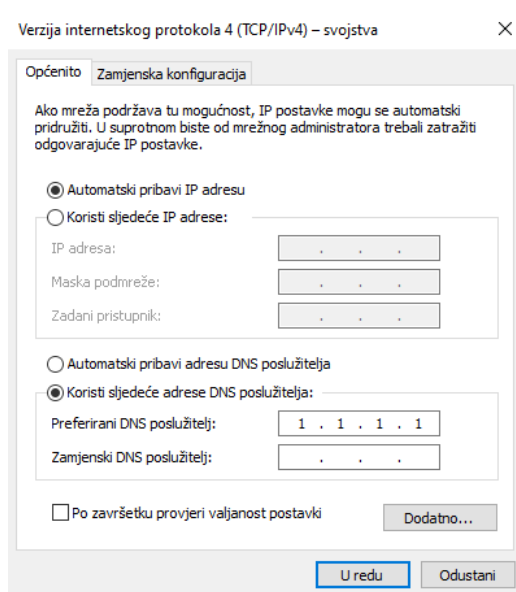 Verzija internetskog protokola 4 (TCP/IPv4) – svojstva
Općenito Zamjenska konfiguracija
Ako mreža podržava tu mogućnost, IP postavke mogu se automatski
pridružiti. U suprotnom biste od mrežnog administratora trebali zatražiti
odgovarajuće IP postavke.
Automatski pribavi IP adresu
Koristi sljedeće IP adrese:
IP adresa: . . .
Maska podmreže: . . .
Zadani pristupnik: . . .
Automatski pribavi adresu DNS poslužitelja
Koristi sljedeće adrese DNS poslužitelja:
Preferirani DNS poslužitelj: 1 . 1 . 1 . 1
Zamjenski DNS poslužitelj: . . .
Po završetku provjeri valjanost postavki Dodatno...
U redu Odustani